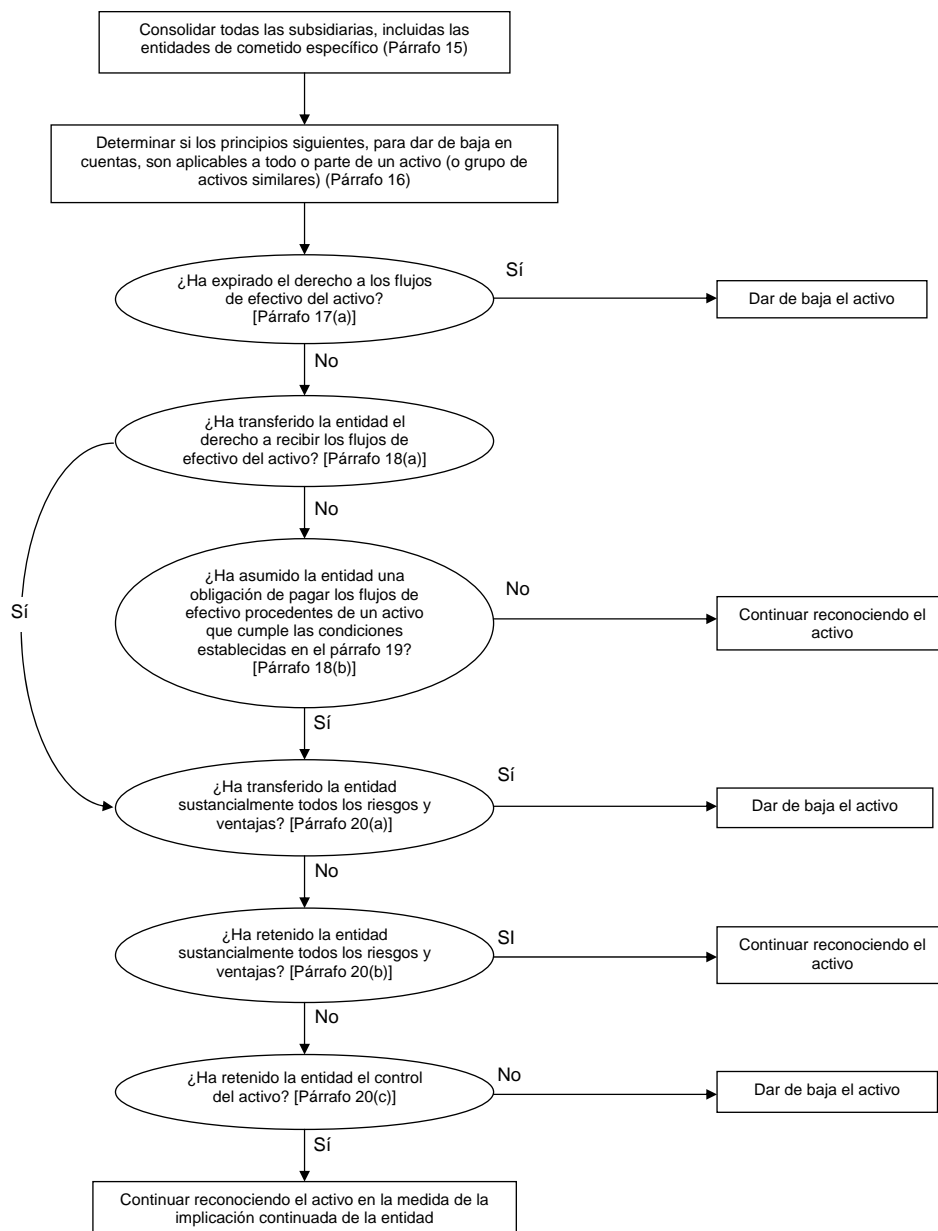 Consolidar todas las subsidiarias, incluidas las
entidades de cometido específico (Párrafo 15)
Determinar si los principios siguientes, para dar de baja en
cuentas, son aplicables a todo o parte de un activo (o grupo de
activos similares) (Párrafo 16)
¿Ha expirado el derecho a los flujos
de efectivo del activo?
[Párrafo 17(a)]
Sí
Dar de baja el activo
No
¿Ha transferido la entidad el
derecho a recibir los flujos de
efectivo del activo? [Párrafo 18(a)]
No
Sí
¿Ha asumido la entidad una
obligación de pagar los flujos de
efectivo procedentes de un activo
que cumple las condiciones
establecidas en el párrafo 19?
[Párrafo 18(b)]
No
Continuar reconociendo el
activo
Sí
¿Ha transferido la entidad
sustancialmente todos los riesgos y
ventajas? [Párrafo 20(a)]
Sí
Dar de baja el activo
No
¿Ha retenido la entidad
sustancialmente todos los riesgos y
ventajas? [Párrafo 20(b)]
SI
Continuar reconociendo el
activo
No
¿Ha retenido la entidad el control
del activo? [Párrafo 20(c)]
No
Dar de baja el activo
Sí
Continuar reconociendo el activo en la medida de la
implicación continuada de la entidad